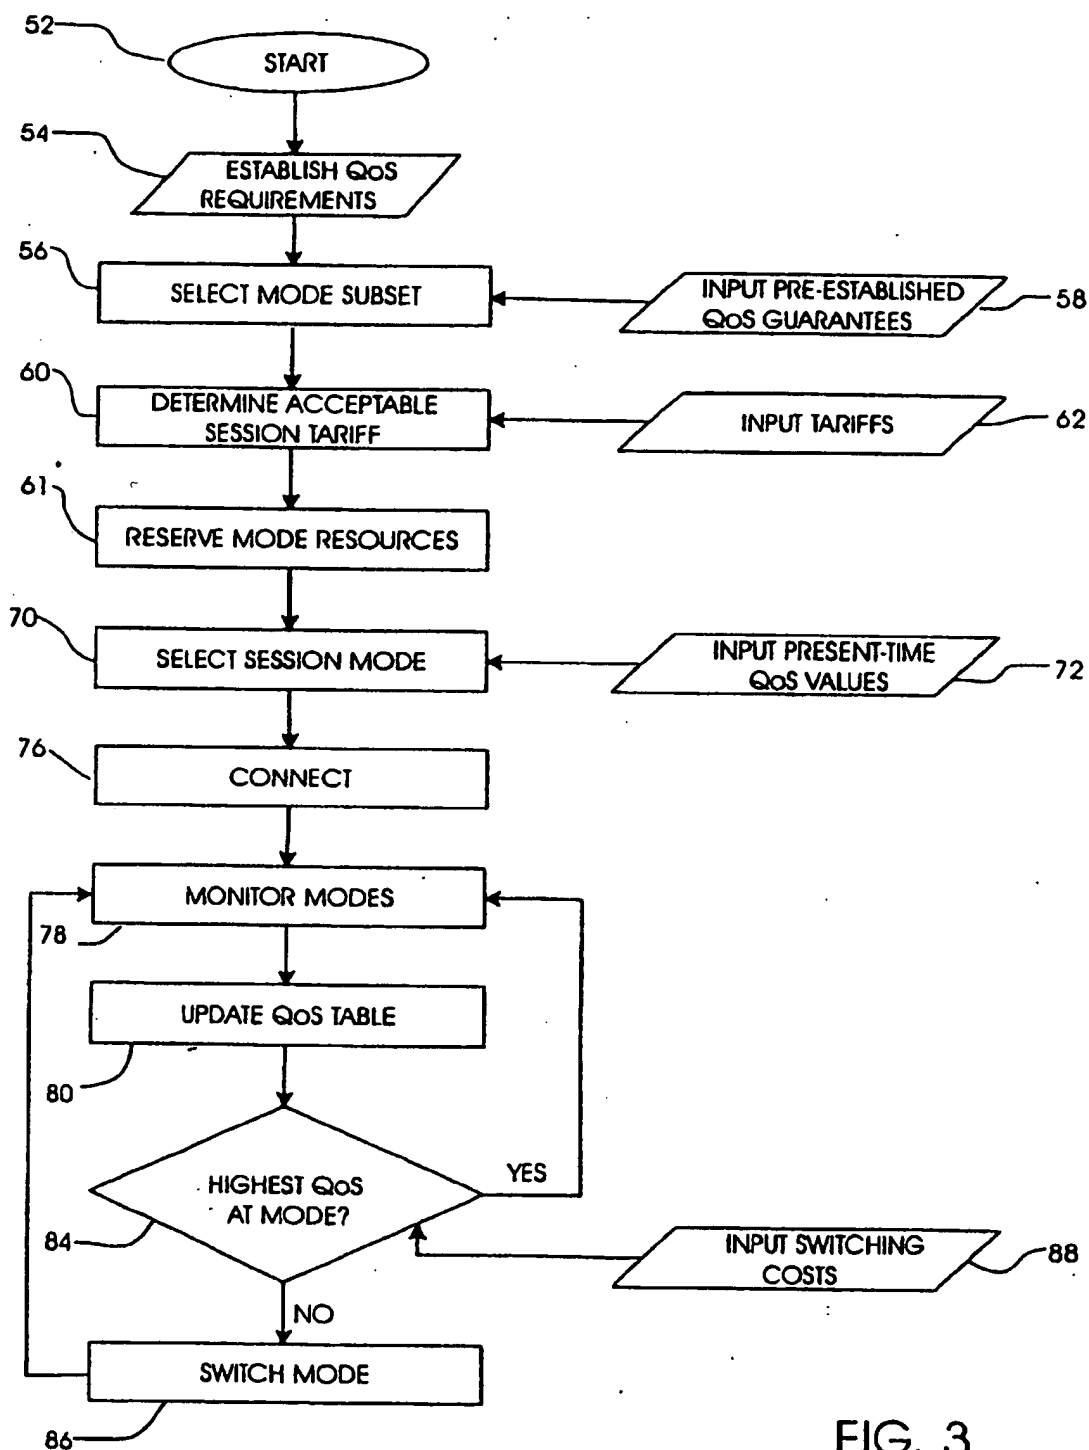 52
START
54
ESTABLISH QoS
REQUIREMENTS
56
SELECT MODE SUBSET
INPUT PRE-ESTABLISHED
QoS GUARANTEES
58
60
DETERMINE ACCEPTABLE
SESSION TARIFF
INPUT TARIFFS
62
61
RESERVE MODE RESOURCES
70
SELECT SESSION MODE
INPUT PRESENT-TIME
QoS VALUES
72
76
CONNECT
MONITOR MODES
78
UPDATE QoS TABLE
80
HIGHEST QoS
AT MODE?
YES
84
INPUT SWITCHING
COSTS
88
NO
SWITCH MODE
86
FIG. 3